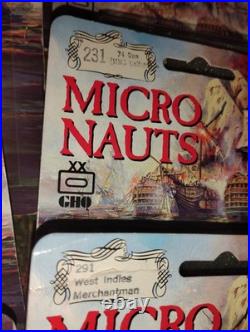 231 74 Gun
MICRO
NAUTS
XX
GHQ
291
West Indies
Merchantman
MICRO